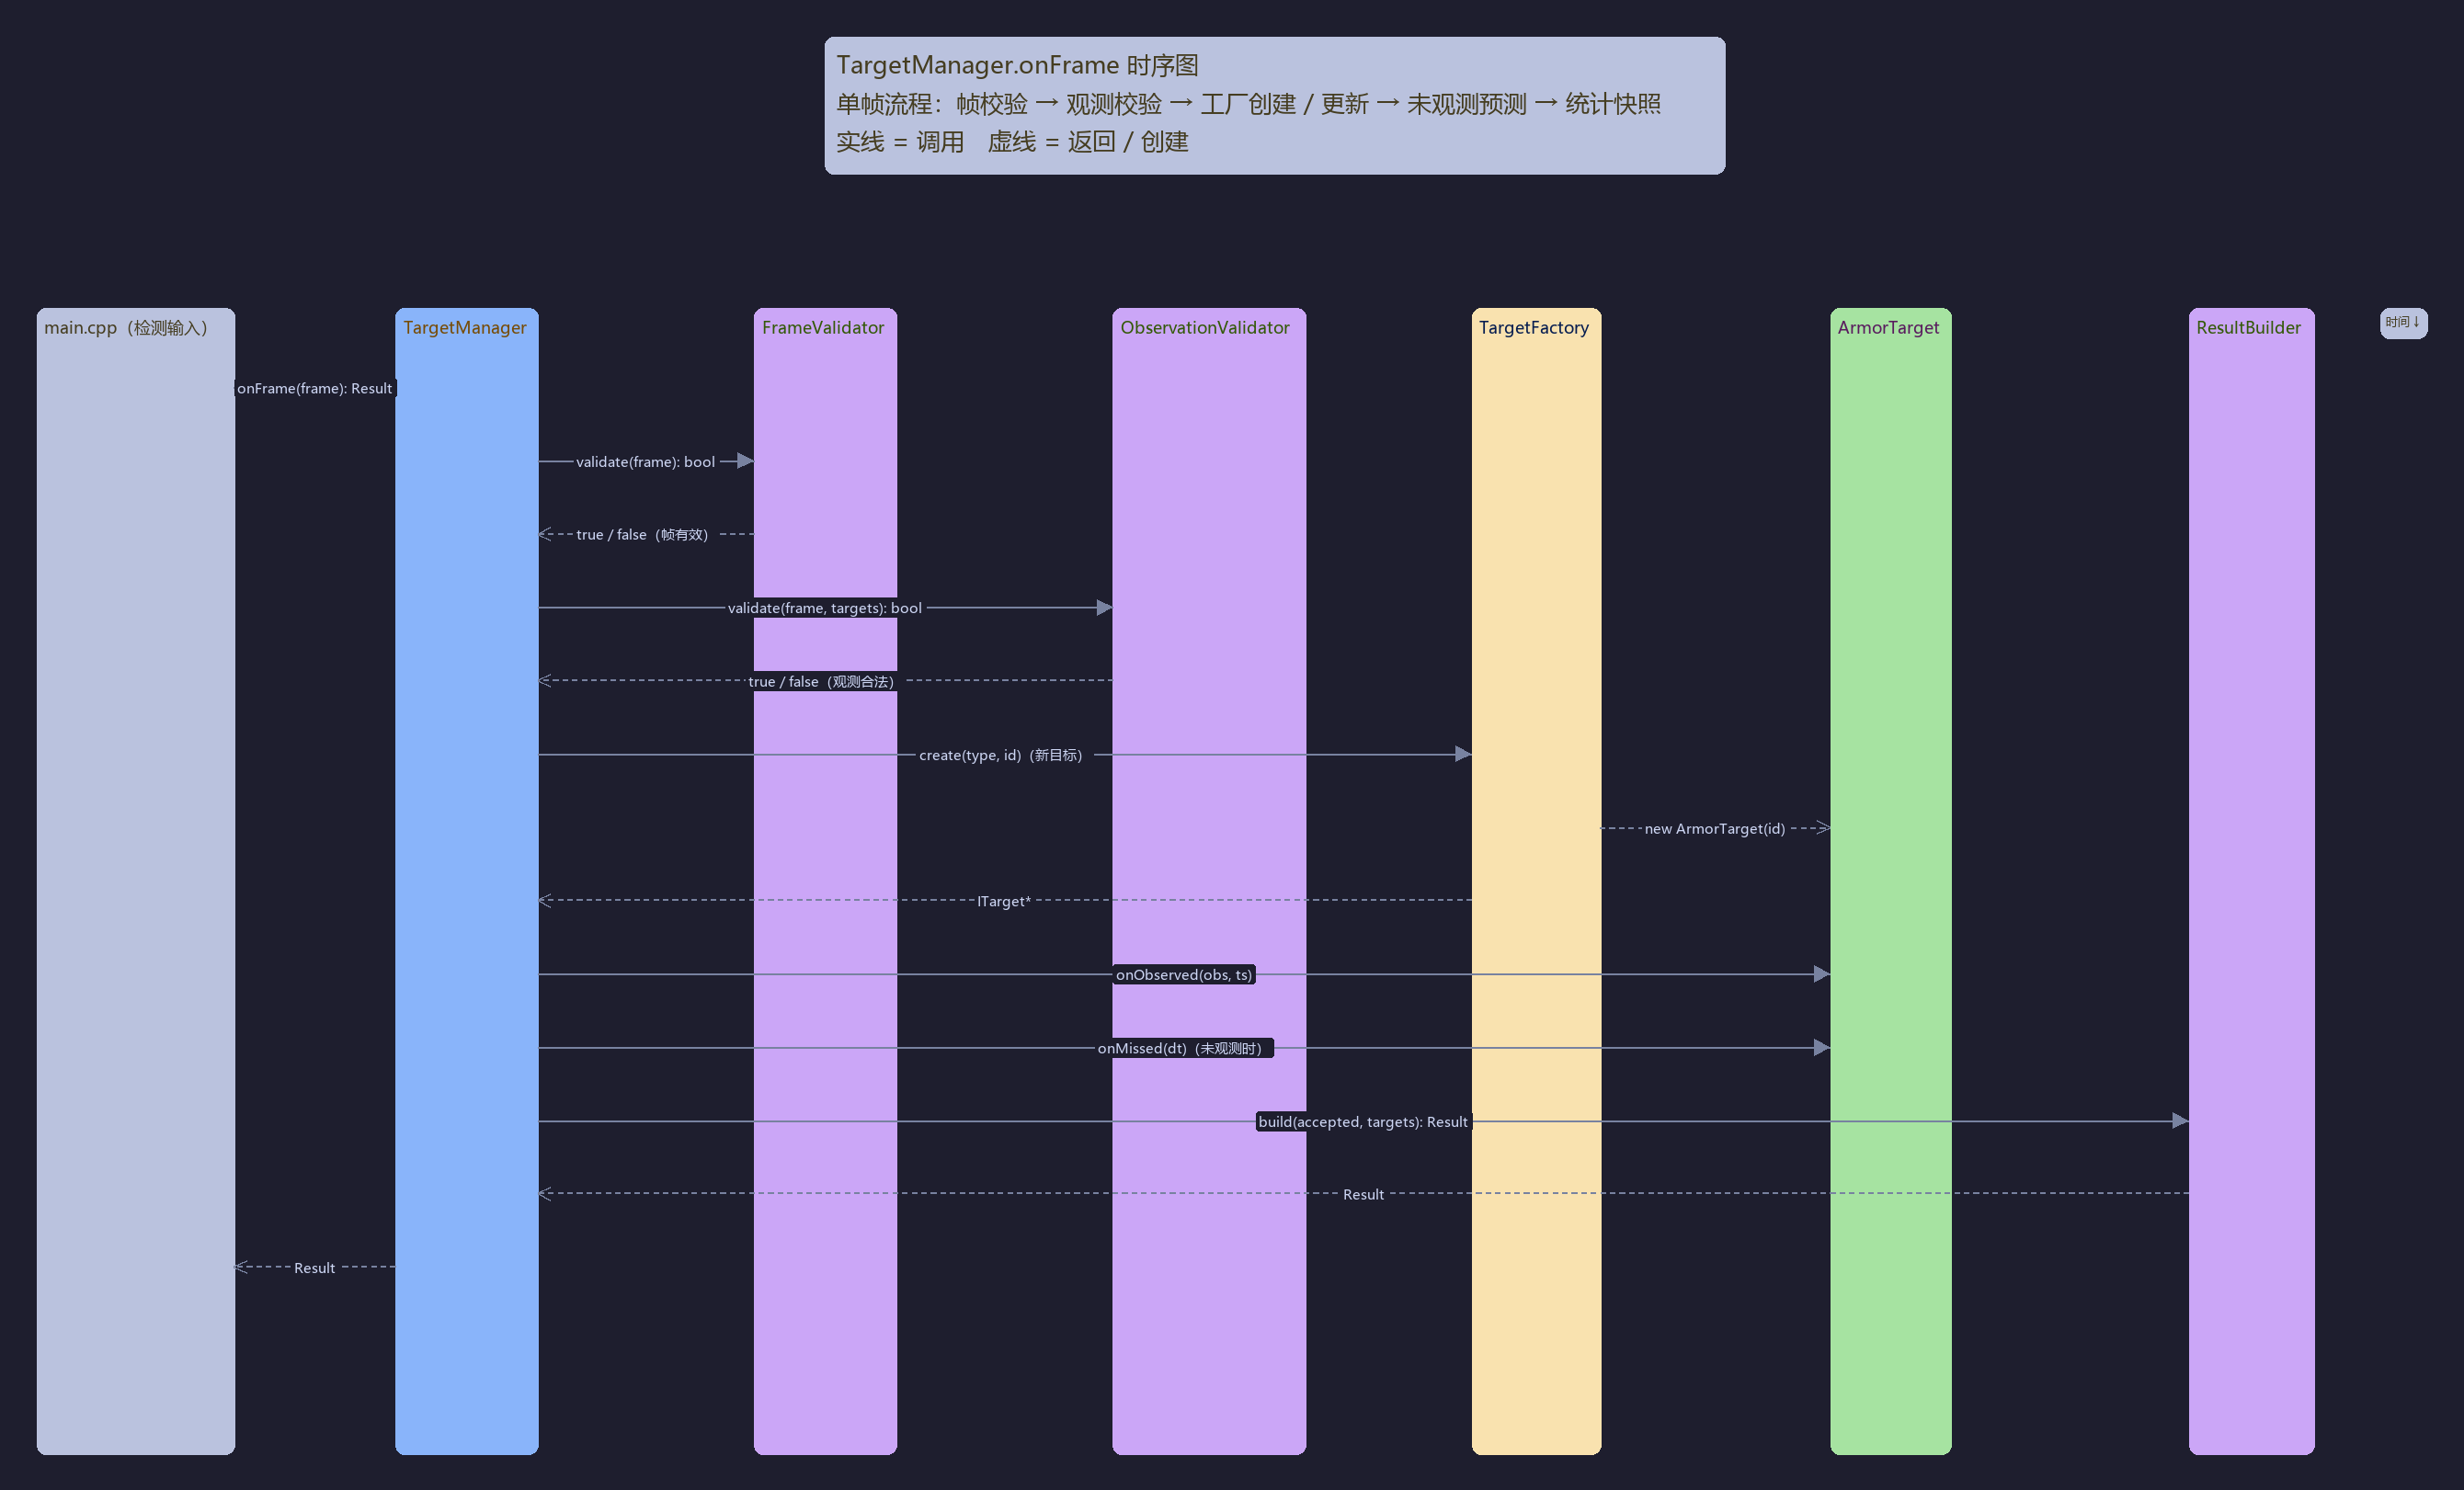 TargetManager.onFrame 时序图
单帧流程：帧校验 → 观测校验 → 工厂创建 / 更新 → 未观测预测 → 统计快照
实线 = 调用　虚线 = 返回 / 创建
main.cpp（检测输入）
TargetManager
FrameValidator
ObservationValidator
TargetFactory
ArmorTarget
ResultBuilder
时间↓
onFrame(frame): Result
validate(frame): bool
true / false（帧有效）
validate(frame, targets): bool
true / false（观测合法）
create(type, id)（新目标）
new ArmorTarget(id)
ITarget*
onObserved(obs, ts)
onMissed(dt)（未观测时）
build(accepted, targets): Result
Result
Result